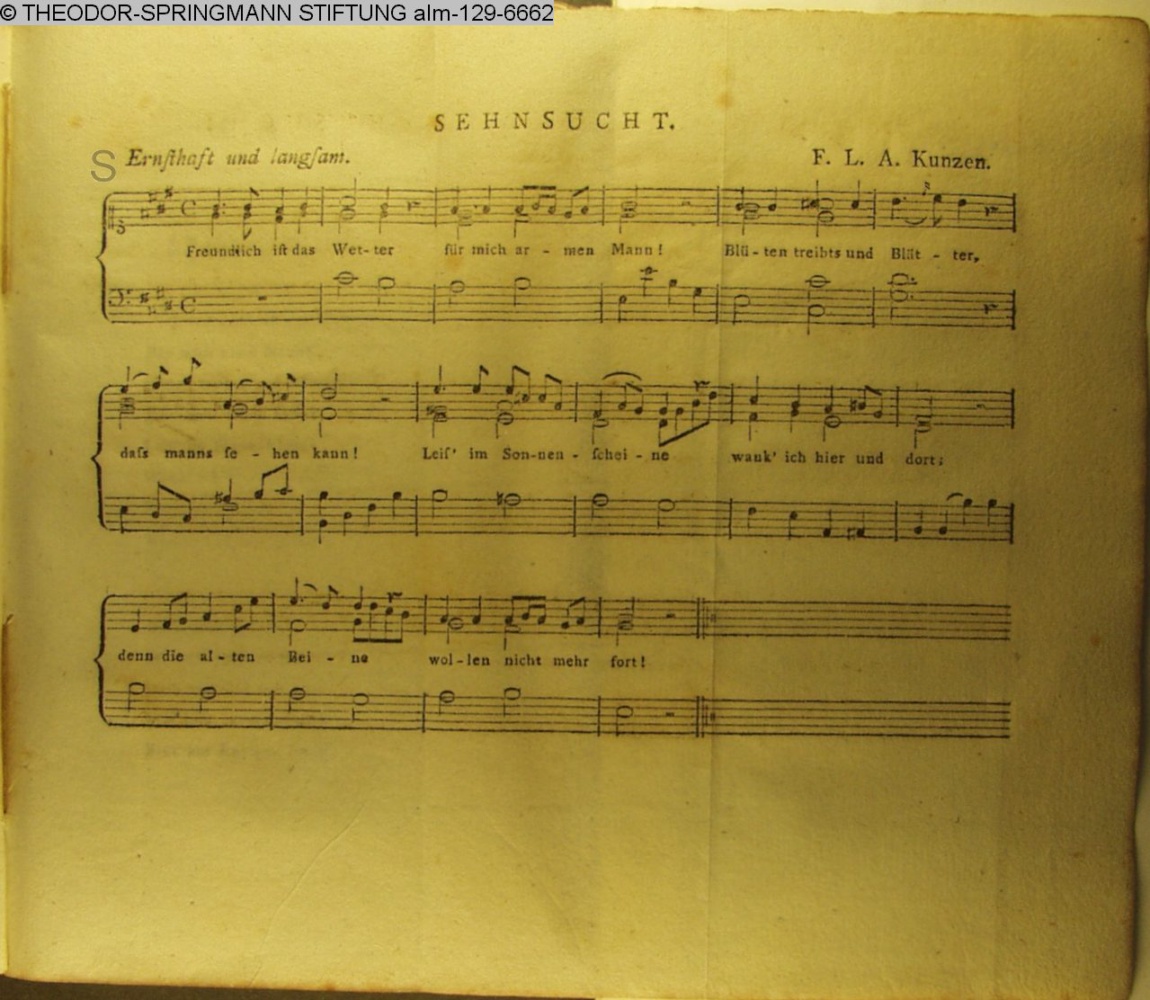 © THEODOR-SPRINGMANN STIFTUNG alm-129-6662
SEHNSUCHT.
S Ernſthaft und langſam. F. L. A. Kunzen.
Freundlich iſt das Wet-ter für mich ar - men Mann! Blü - ten treibts und Blät - ter,
daſs manns ſe - hen kann! Leiſ' im Son-nen - ſchei - ne wank' ich hier und dort;
denn die al - ten Bei - ne wol - len nicht mehr fort!